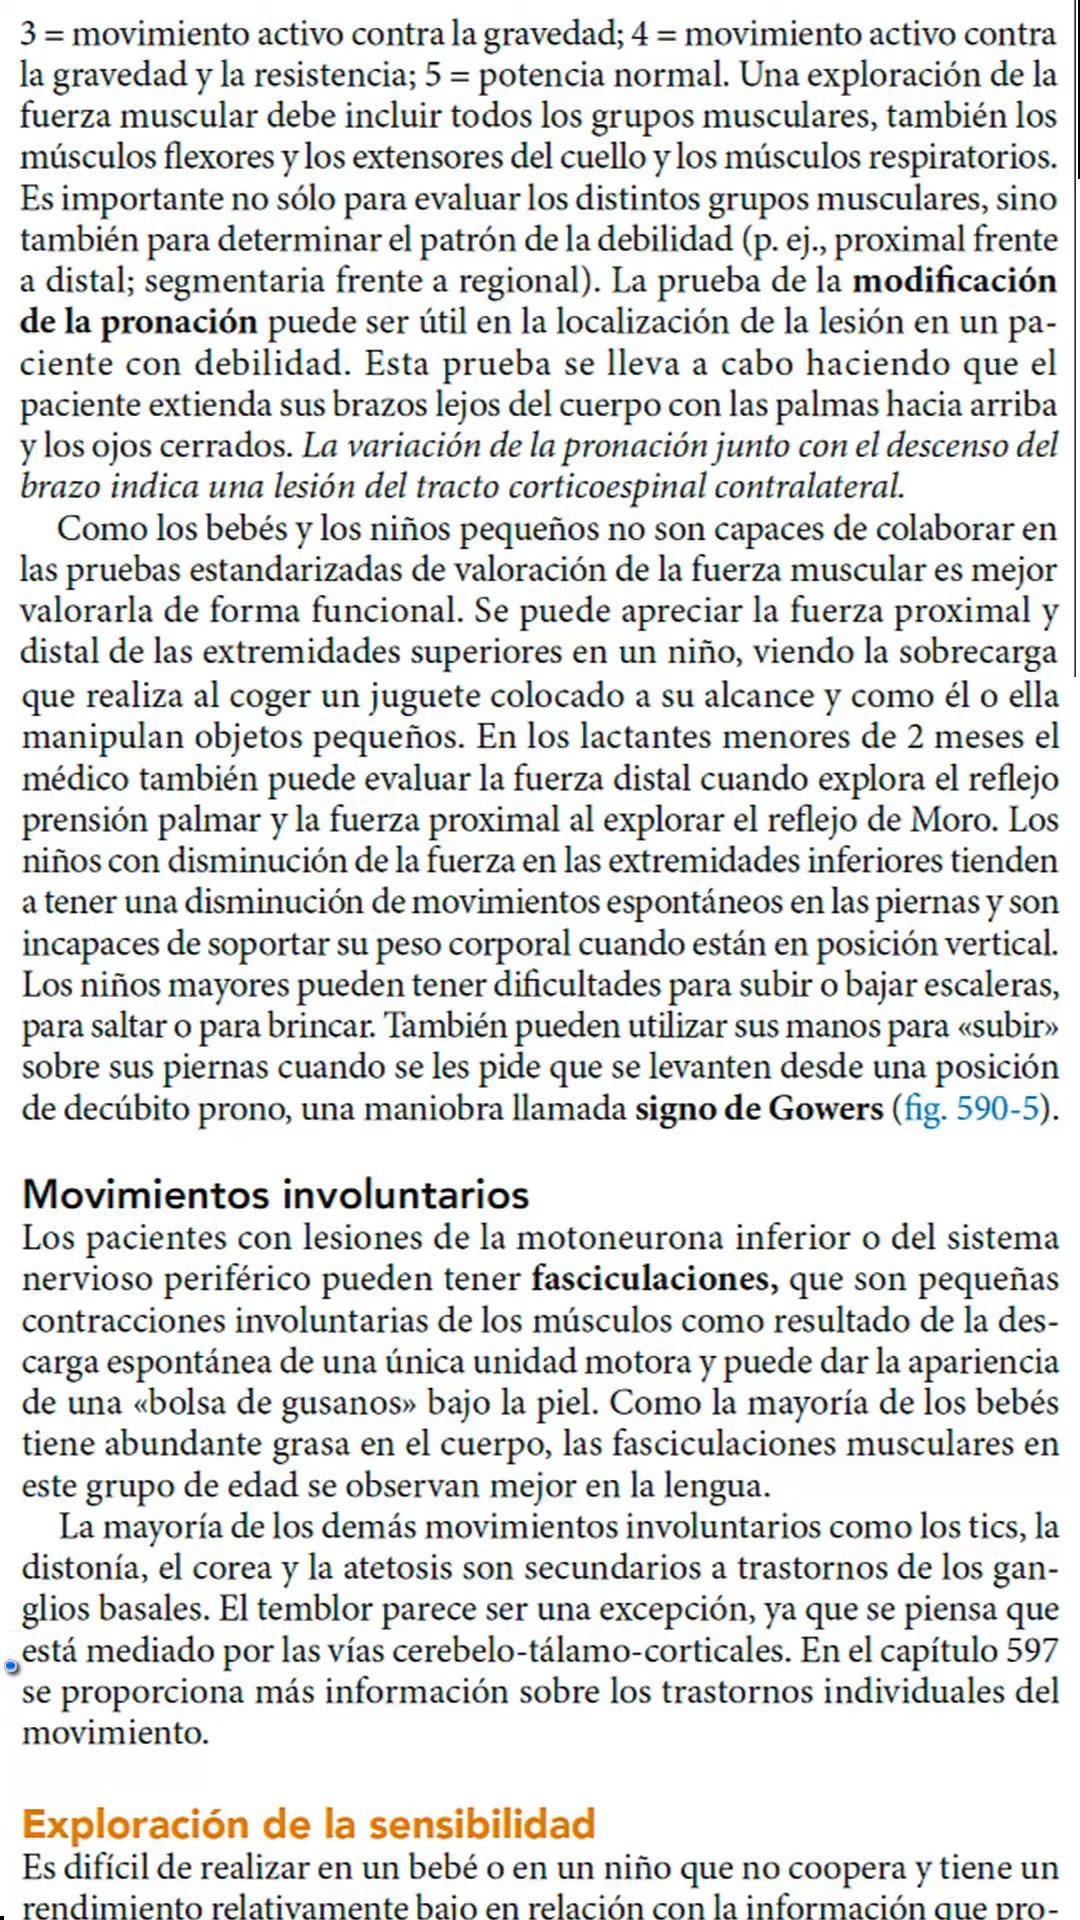 3 = movimiento activo contra la gravedad; 4 = movimiento activo contra
la gravedad y la resistencia; 5 = potencia normal. Una exploración de la
fuerza muscular debe incluir todos los grupos musculares, también los
músculos flexores y los extensores del cuello y los músculos respiratorios.
Es importante no sólo para evaluar los distintos grupos musculares, sino
también para determinar el patrón de la debilidad (p. ej., proximal frente
a distal; segmentaria frente a regional). La prueba de la modificación
de la pronación puede ser útil en la localización de la lesión en un pa-
ciente con debilidad. Esta prueba se lleva a cabo haciendo que el
paciente extienda sus brazos lejos del cuerpo con las palmas hacia arriba
y los ojos cerrados. La variación de la pronación junto con el descenso del
brazo indica una lesión del tracto corticoespinal contralateral.
Como los bebés y los niños pequeños no son capaces de colaborar en
las pruebas estandarizadas de valoración de la fuerza muscular es mejor
valorarla de forma funcional. Se puede apreciar la fuerza proximal y
distal de las extremidades superiores en un niño, viendo la sobrecarga
que realiza al coger un juguete colocado a su alcance y como él o ella
manipulan objetos pequeños. En los lactantes menores de 2 meses el
médico también puede evaluar la fuerza distal cuando explora el reflejo
prensión palmar y la fuerza proximal al explorar el reflejo de Moro. Los
niños con disminución de la fuerza en las extremidades inferiores tienden
a tener una disminución de movimientos espontáneos en las piernas y son
incapaces de soportar su peso corporal cuando están en posición vertical.
Los niños mayores pueden tener dificultades para subir o bajar escaleras,
para saltar o para brincar. También pueden utilizar sus manos para «subir»
sobre sus piernas cuando se les pide que se levanten desde una posición
de decúbito prono, una maniobra llamada signo de Gowers (fig. 590-5).
Movimientos involuntarios
Los pacientes con lesiones de la motoneurona inferior o del sistema
nervioso periférico pueden tener fasciculaciones, que son pequeñas
contracciones involuntarias de los músculos como resultado de la des-
carga espontánea de una única unidad motora y puede dar la apariencia
de una «bolsa de gusanos» bajo la piel. Como la mayoría de los bebés
tiene abundante grasa en el cuerpo, las fasciculaciones musculares en
este grupo de edad se observan mejor en la lengua.
La mayoría de los demás movimientos involuntarios como los tics, la
distonía, el corea y la atetosis son secundarios a trastornos de los gan-
glios basales. El temblor parece ser una excepción, ya que se piensa que
está mediado por las vías cerebelo-tálamo-corticales. En el capítulo 597
se proporciona más información sobre los trastornos individuales del
movimiento.
Exploración de la sensibilidad
Es difícil de realizar en un bebé o en un niño que no coopera y tiene un
rendimiento relativamente bajo en relación con la información que pro-